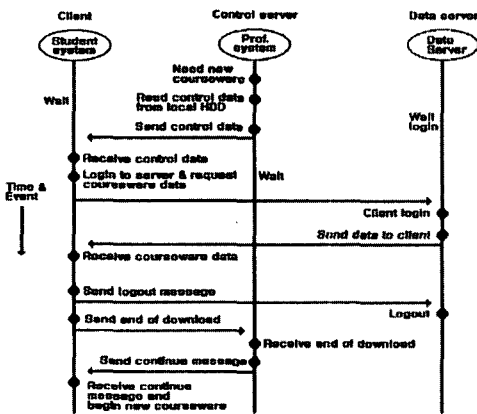 Client
Control server
Data server
Student
system
Prof.
system
Data
Server
Need new
courseware
Wait
Read control data
from local HDD
Wait
login
Send control data
Receive control data
Login to server & request
courseware data
Wait
Time &
Event
Client login
Send data to client
Receive courseware data
Send logout message
Logout
Send end of download
Receive end of download
Send continue message
Receive continue
message and
begin new courseware